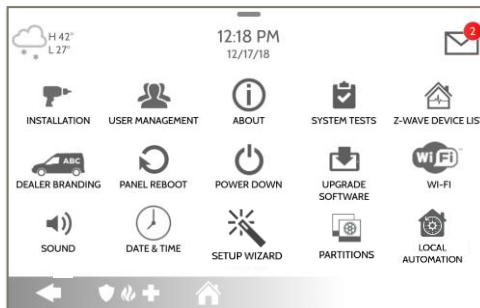 H 42°
L 27°
12:18 PM
12/17/18
2
INSTALLATION
USER MANAGEMENT
ABOUT
SYSTEM TESTS
Z-WAVE DEVICE LIST
ABC
DEALER BRANDING
PANEL REBOOT
POWER DOWN
UPGRADE
SOFTWARE
WiFi
WI-FI
SOUND
DATE & TIME
SETUP WIZARD
PARTITIONS
LOCAL
AUTOMATION